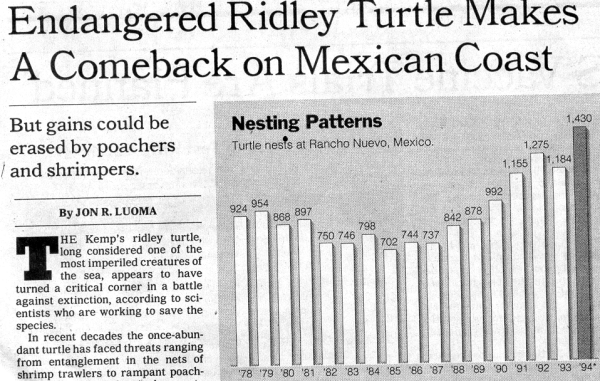 Endangered Ridley Turtle Makes
A Comeback on Mexican Coast
But gains could be
erased by poachers
and shrimpers.
By JON R. LUOMA
THE Kemp's ridley turtle,
long considered one of the
most imperiled creatures of
the sea, appears to have
turned a critical corner in a battle
against extinction, according to sci-
entists who are working to save the
species.
In recent decades the once-abun-
dant turtle has faced threats ranging
from entanglement in the nets of
shrimp trawlers to rampant poach-
Nesting Patterns
Turtle nests at Rancho Nuevo, Mexico.
924 954 868 897 750 746 798 702 744 737 842 878 992 1,155 1,275 1,184 1,430
'78 '79 '80 '81 '82 '83 '84 '85 '86 '87 '88 '89 '90 '91 '92 '93 '94*